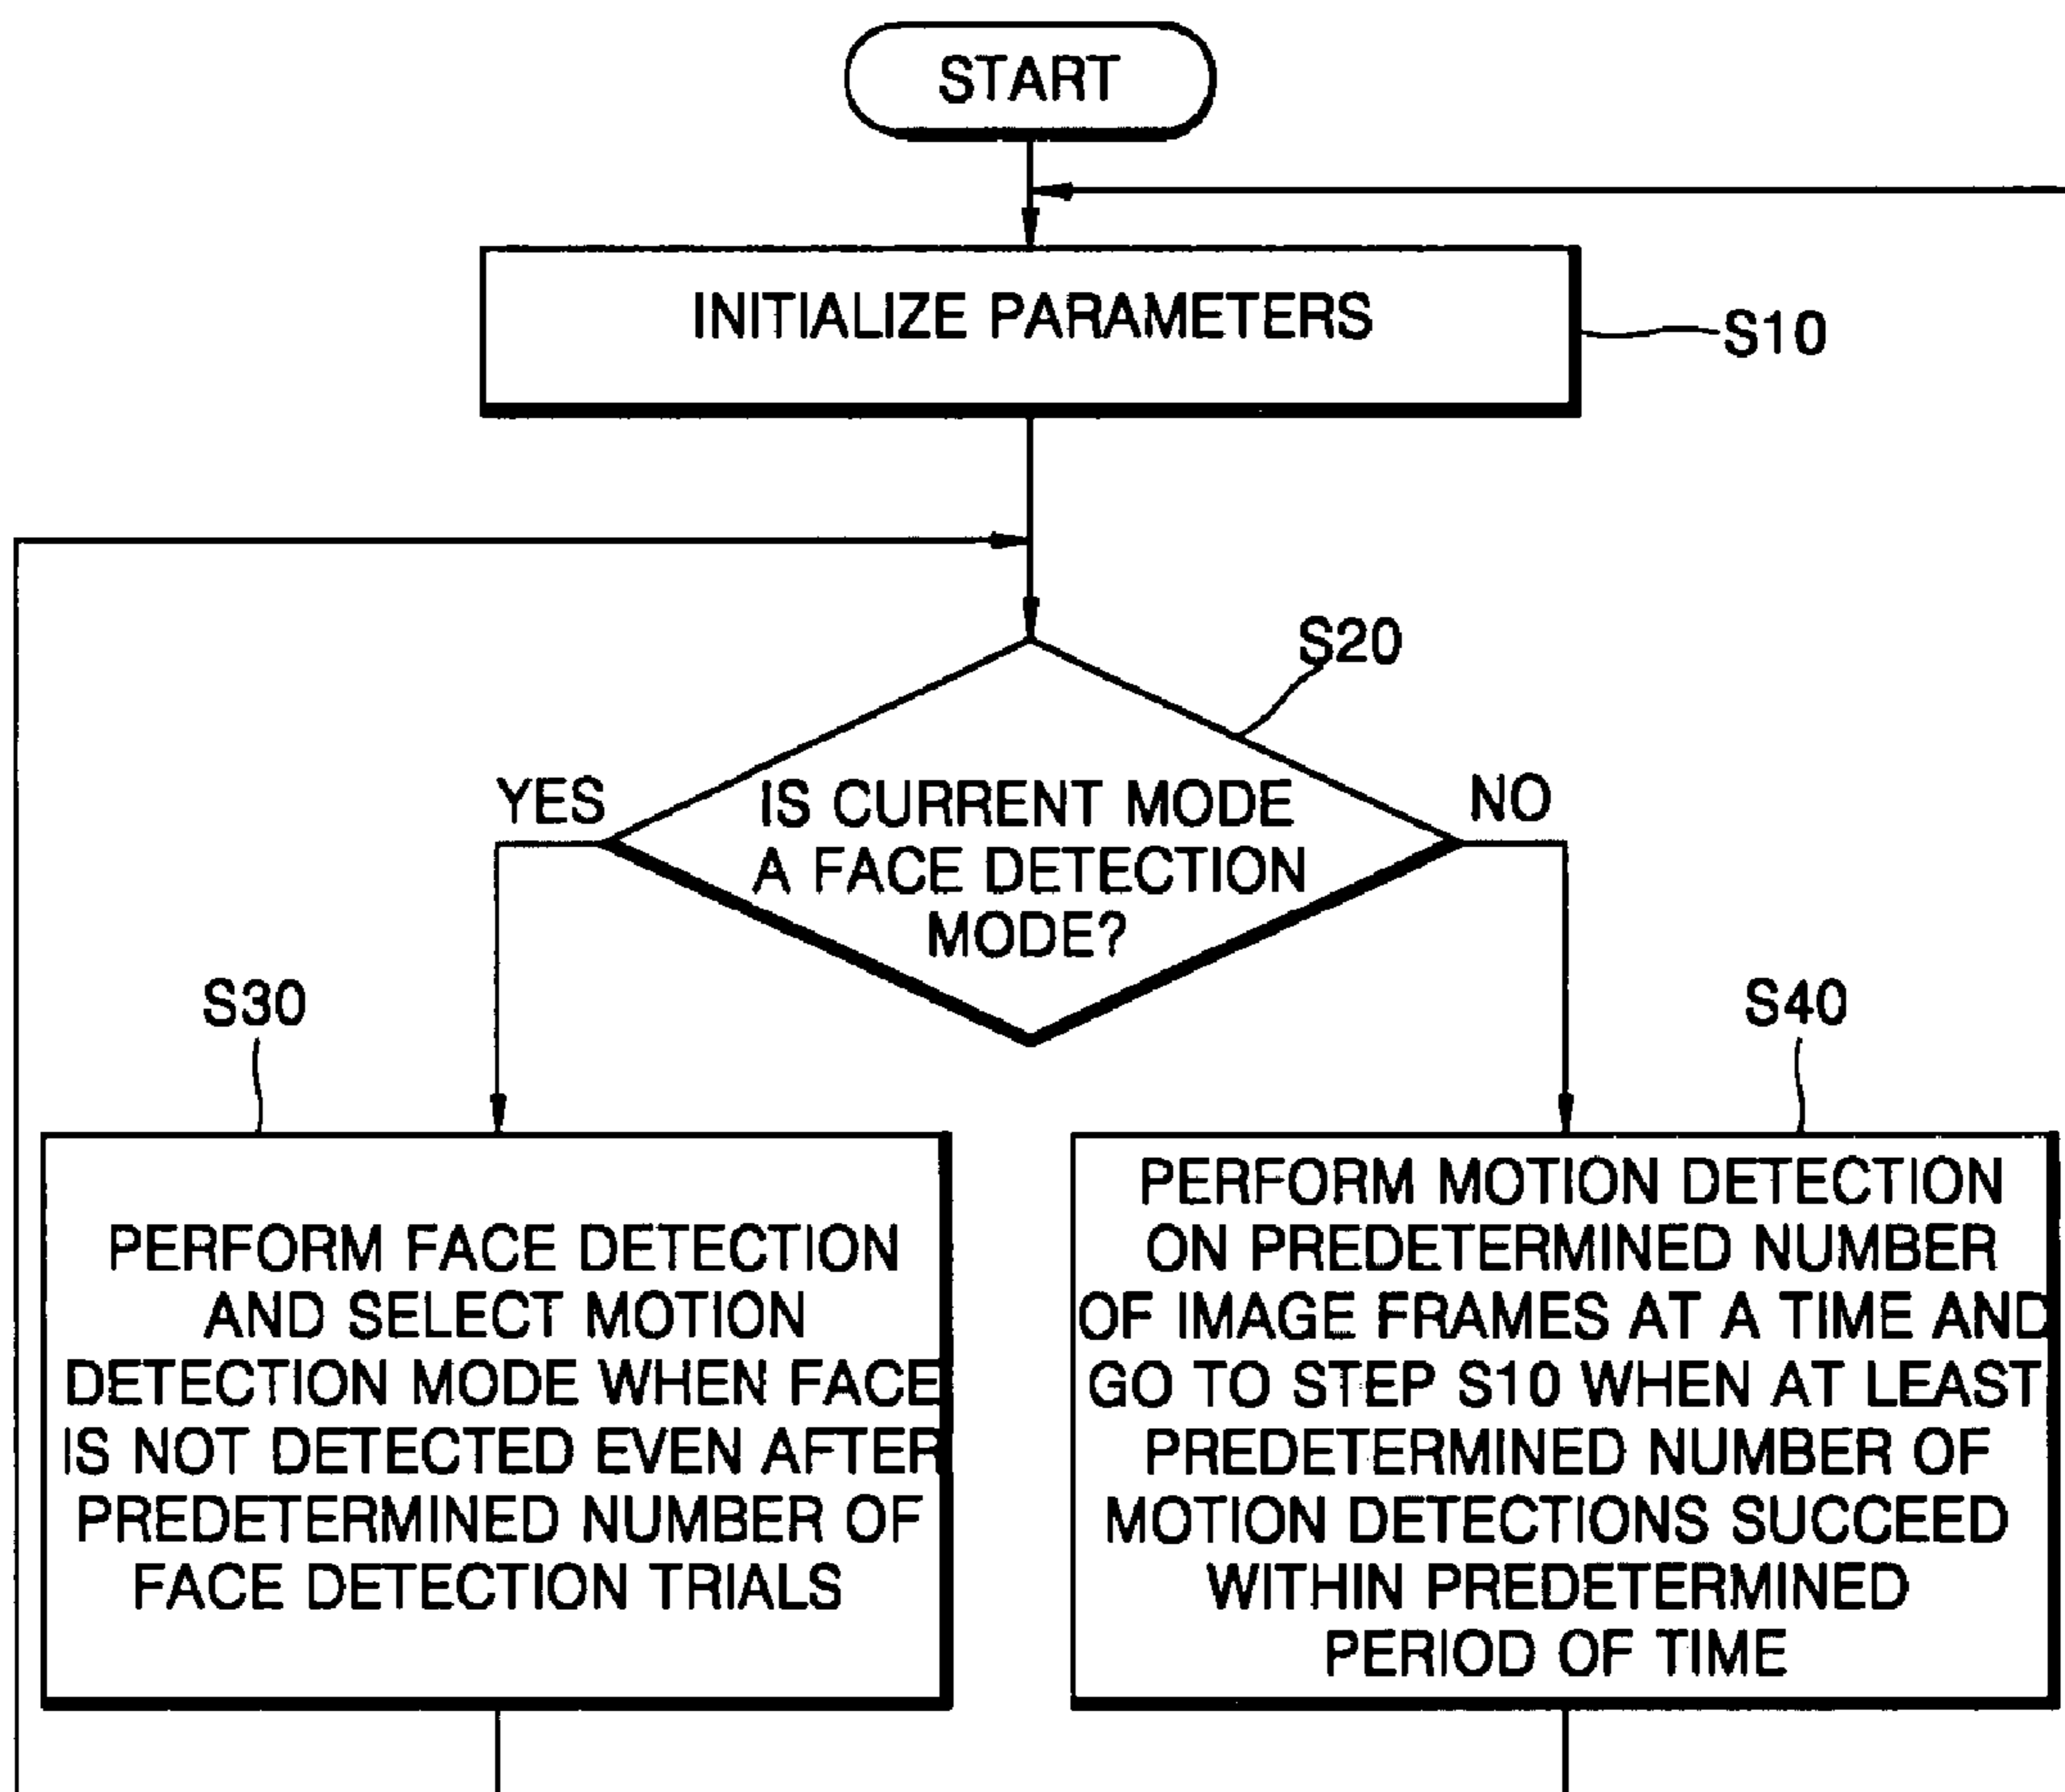 START
INITIALIZE PARAMETERS
S10
S20
YES
IS CURRENT MODE
A FACE DETECTION
MODE?
NO
S30
S40
PERFORM FACE DETECTION
AND SELECT MOTION
DETECTION MODE WHEN FACE
IS NOT DETECTED EVEN AFTER
PREDETERMINED NUMBER OF
FACE DETECTION TRIALS
PERFORM MOTION DETECTION
ON PREDETERMINED NUMBER
OF IMAGE FRAMES AT A TIME AND
GO TO STEP S10 WHEN AT LEAST
PREDETERMINED NUMBER OF
MOTION DETECTIONS SUCCEED
WITHIN PREDETERMINED
PERIOD OF TIME